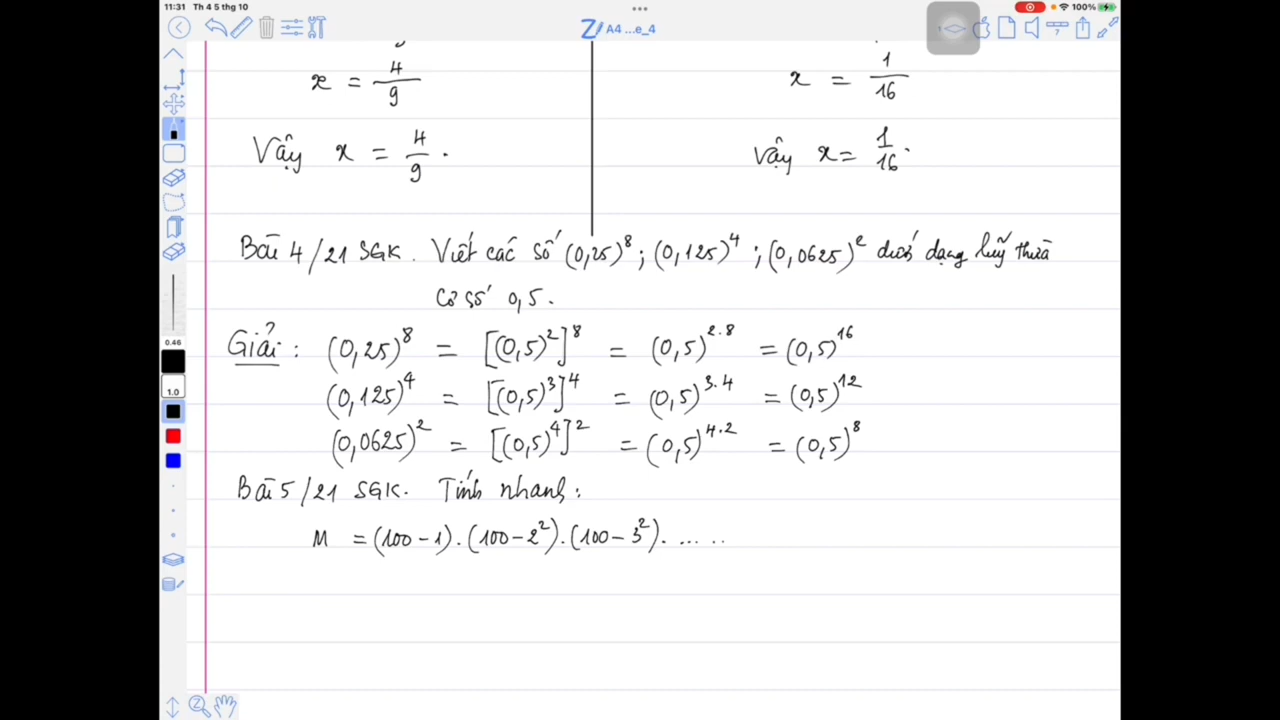 11:31 Th 4 5 thg 10
100%
A4 ...e_4
x = 4/9
x = 1/16
Vậy x = 4/9.
Vậy x = 1/16.
Bài 4/21 SGK. Viết các số (0,25)^8; (0,125)^4; (0,0625)^2 dưới dạng luỹ thừa
cơ số 0,5.
Giải: (0,25)^8 = [(0,5)^2]^8 = (0,5)^2.8 = (0,5)^16
(0,125)^4 = [(0,5)^3]^4 = (0,5)^3.4 = (0,5)^12
(0,0625)^2 = [(0,5)^4]^2 = (0,5)^4.2 = (0,5)^8
Bài 5/21 SGK. Tính nhanh:
M = (100-1).(100-2^2).(100-3^2). ... ..
0.46
1.0